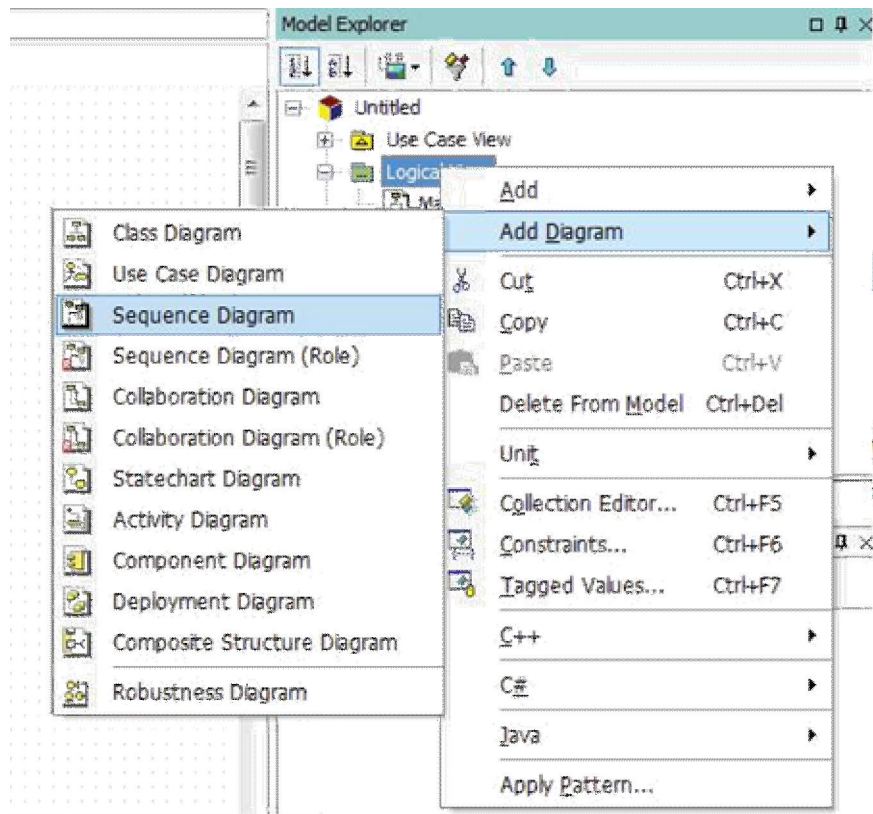 Model Explorer
Untitled
Use Case View
Logical
Ma
Add
Add Diagram
Cut Ctrl+X
Copy Ctrl+C
Paste Ctrl+V
Delete From Model Ctrl+Del
Unit
Collection Editor... Ctrl+F5
Constraints... Ctrl+F6
Tagged Values... Ctrl+F7
C++
C#
Java
Apply Pattern...
Class Diagram
Use Case Diagram
Sequence Diagram
Sequence Diagram (Role)
Collaboration Diagram
Collaboration Diagram (Role)
Statechart Diagram
Activity Diagram
Component Diagram
Deployment Diagram
Composite Structure Diagram
Robustness Diagram